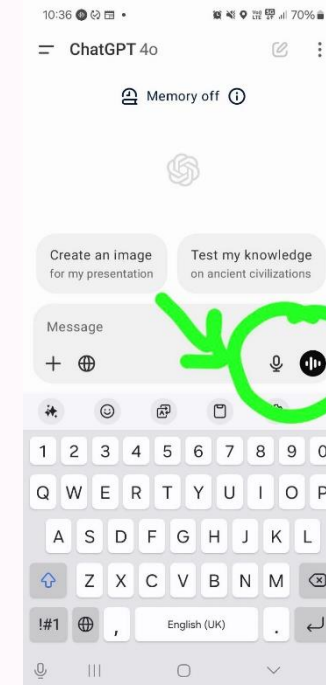 10:36 70%
ChatGPT 4o
Memory off
Create an image
for my presentation
Test my knowledge
on ancient civilizations
Message
1 2 3 4 5 6 7 8 9 0
Q W E R T Y U I O P
A S D F G H J K L
Z X C V B N M
!#1 , English (UK) .